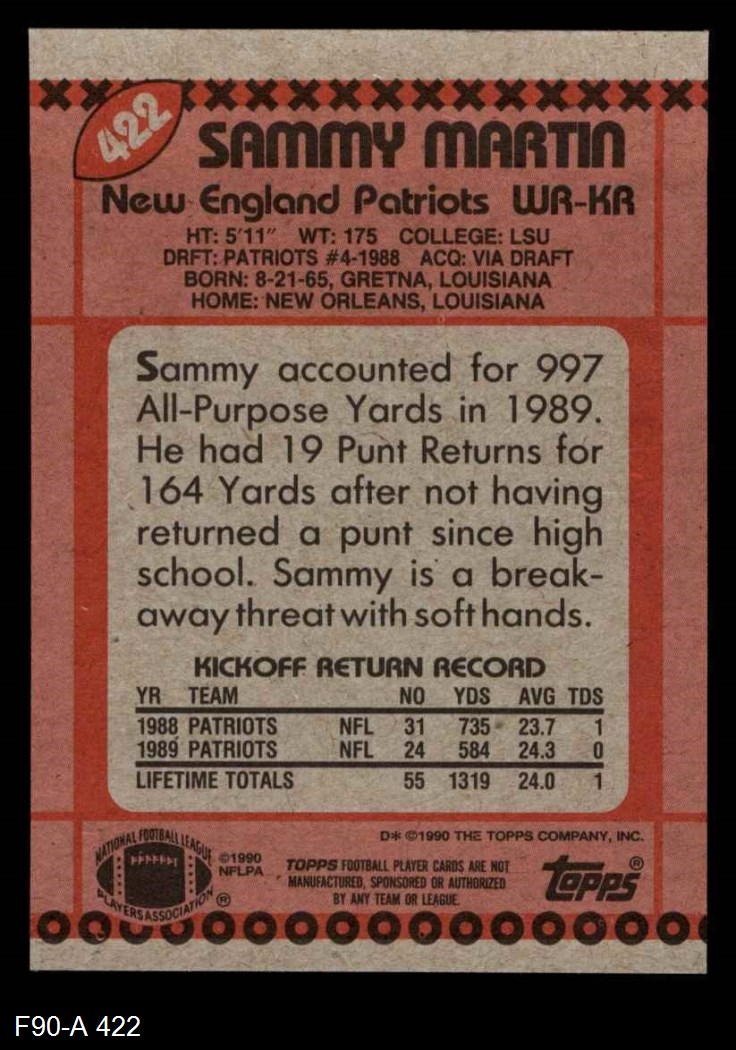 422
SAMMY MARTIN
New England Patriots WR-KR
HT: 5'11" WT: 175 COLLEGE: LSU
DRFT: PATRIOTS #4-1988 ACQ: VIA DRAFT
BORN: 8-21-65, GRETNA, LOUISIANA
HOME: NEW ORLEANS, LOUISIANA
Sammy accounted for 997
All-Purpose Yards in 1989.
He had 19 Punt Returns for
164 Yards after not having
returned a punt since high
school. Sammy is a break-
away threat with soft hands.
KICKOFF RETURN RECORD
YR TEAM NO YDS AVG TDS
1988 PATRIOTS NFL 31 735 23.7 1
1989 PATRIOTS NFL 24 584 24.3 0
LIFETIME TOTALS 55 1319 24.0 1
NATIONAL FOOTBALL LEAGUE
PLAYERS ASSOCIATION ®
©1990
NFLPA
D* ©1990 THE TOPPS COMPANY, INC.
TOPPS FOOTBALL PLAYER CARDS ARE NOT
MANUFACTURED, SPONSORED OR AUTHORIZED
BY ANY TEAM OR LEAGUE.
topps®
F90-A 422